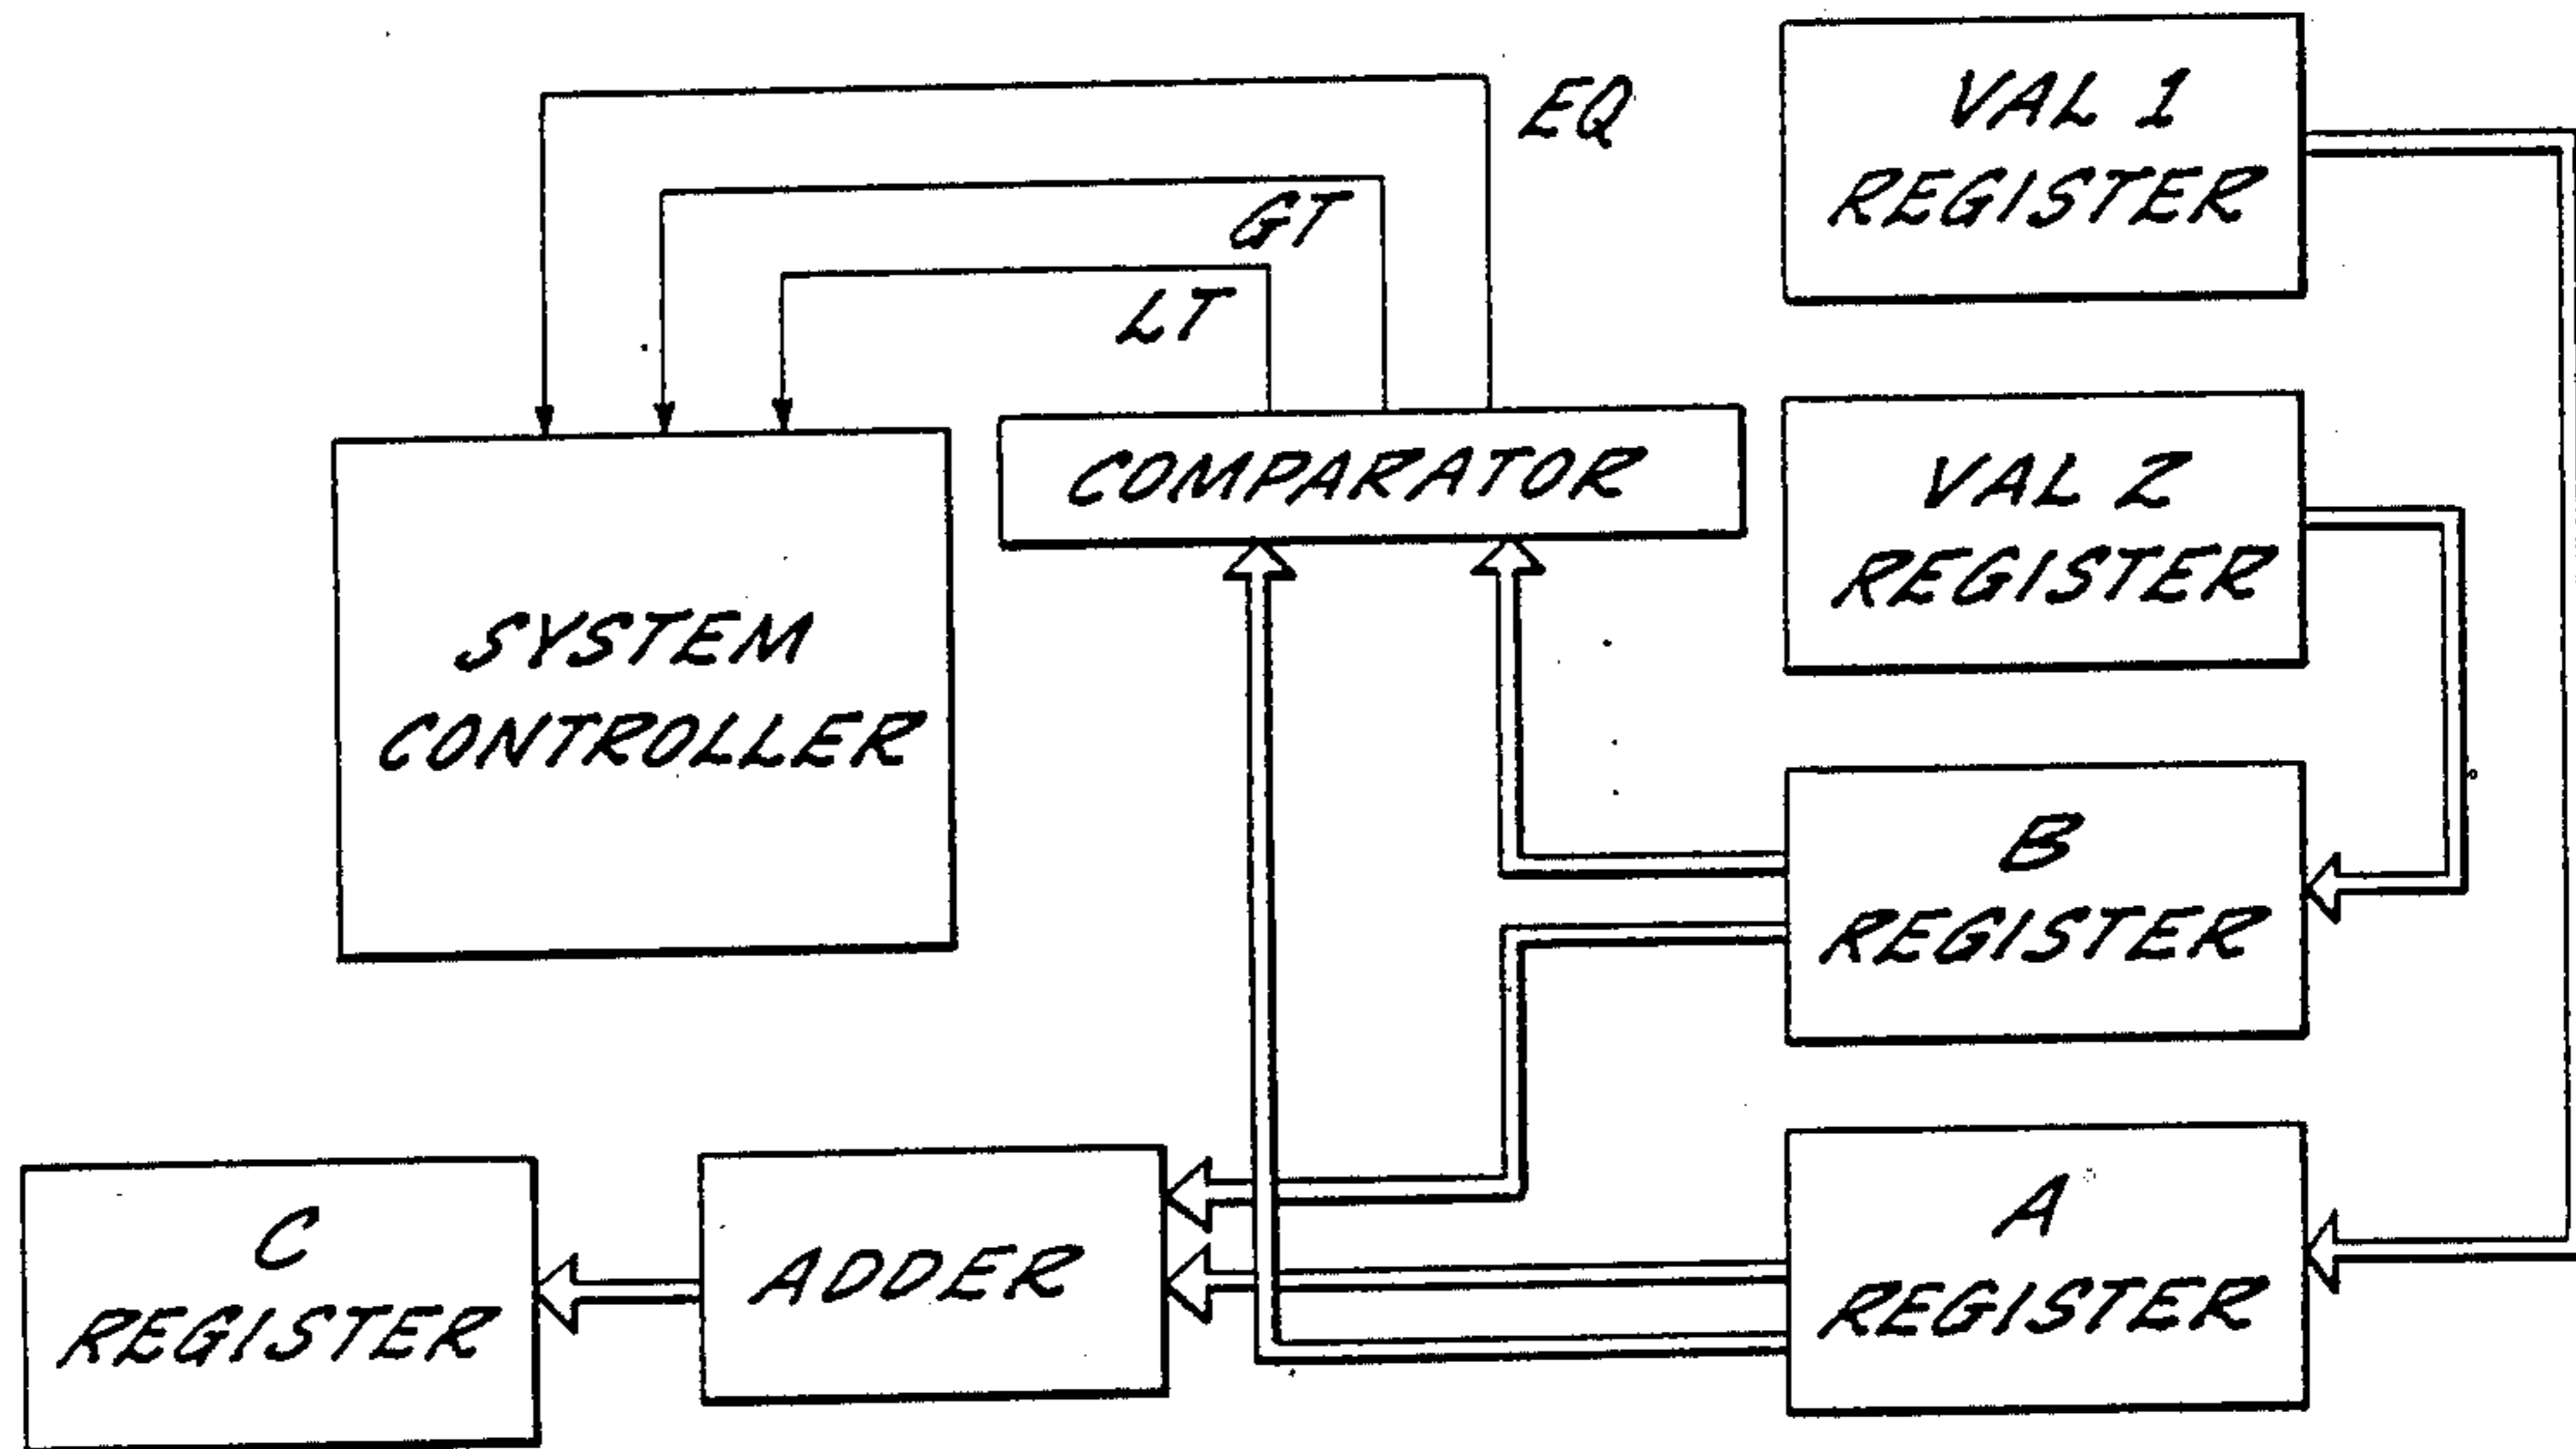 EQ
GT
LT
VAL 1
REGISTER
COMPARATOR
VAL 2
REGISTER
SYSTEM
CONTROLLER
B
REGISTER
C
REGISTER
ADDER
A
REGISTER